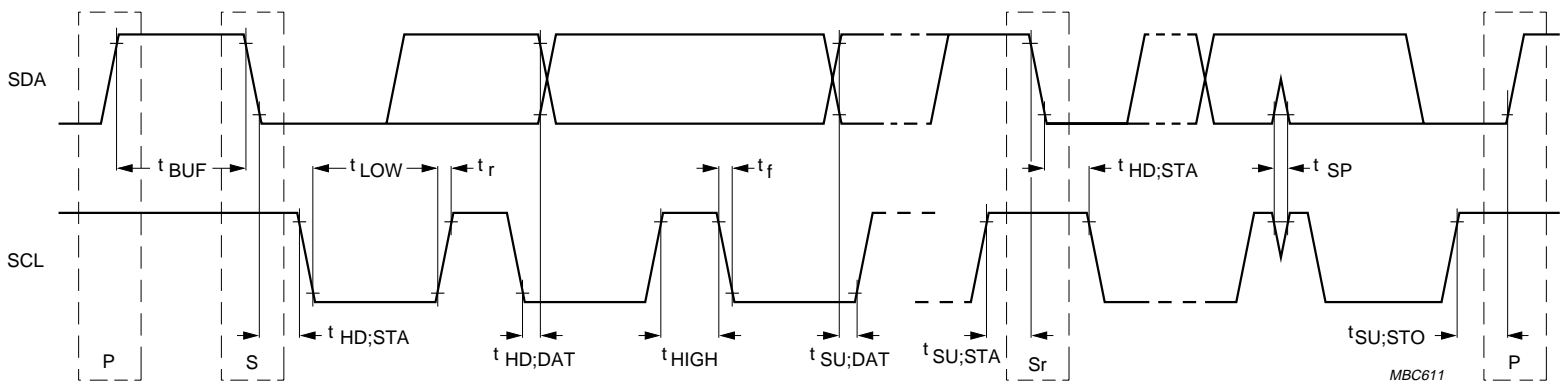 SDA
t BUF
t LOW
t r
t f
t HD;STA
t SP
SCL
t HD;STA
t HD;DAT
t HIGH
t SU;DAT
t SU;STA
t SU;STO
P
S
Sr
P
MBC611